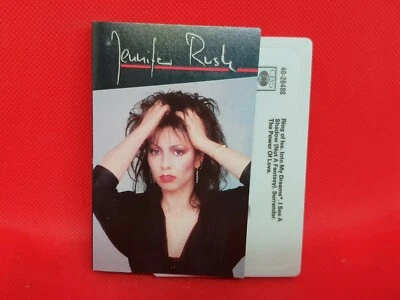 Jennifer Rush
CBS
40-26488
Ring of Ice. Into My Dreams*. I See A
Shadow (Not A Fantasy). Surrender.
The Power Of Love.